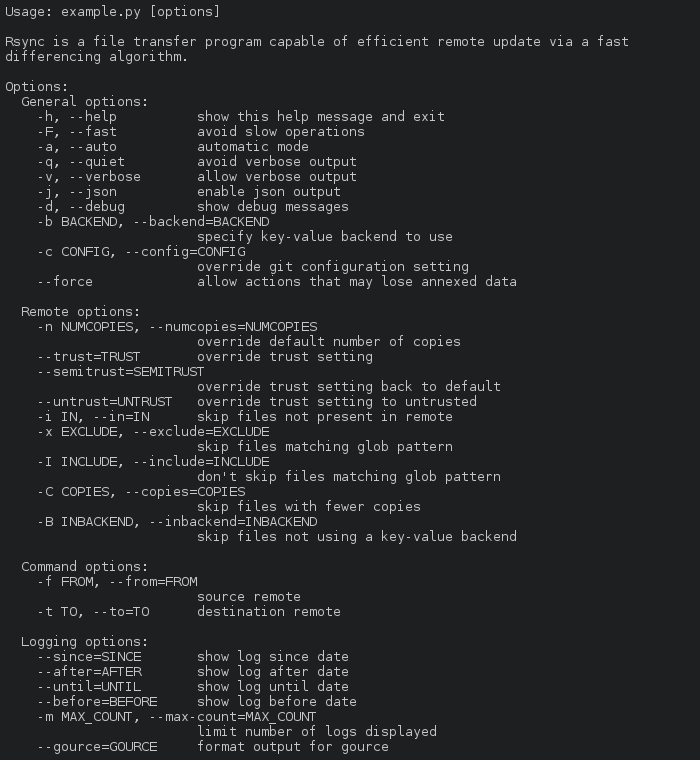 Usage: example.py [options]

Rsync is a file transfer program capable of efficient remote update via a fast
differencing algorithm.

Options:
  General options:
    -h, --help          show this help message and exit
    -F, --fast          avoid slow operations
    -a, --auto          automatic mode
    -q, --quiet         avoid verbose output
    -v, --verbose       allow verbose output
    -j, --json          enable json output
    -d, --debug         show debug messages
    -b BACKEND, --backend=BACKEND
                        specify key-value backend to use
    -c CONFIG, --config=CONFIG
                        override git configuration setting
    --force             allow actions that may lose annexed data

  Remote options:
    -n NUMCOPIES, --numcopies=NUMCOPIES
                        override default number of copies
    --trust=TRUST       override trust setting
    --semitrust=SEMITRUST
                        override trust setting back to default
    --untrust=UNTRUST   override trust setting to untrusted
    -i IN, --in=IN      skip files not present in remote
    -x EXCLUDE, --exclude=EXCLUDE
                        skip files matching glob pattern
    -I INCLUDE, --include=INCLUDE
                        don't skip files matching glob pattern
    -C COPIES, --copies=COPIES
                        skip files with fewer copies
    -B INBACKEND, --inbackend=INBACKEND
                        skip files not using a key-value backend

  Command options:
    -f FROM, --from=FROM
                        source remote
    -t TO, --to=TO      destination remote

  Logging options:
    --since=SINCE       show log since date
    --after=AFTER       show log after date
    --until=UNTIL       show log until date
    --before=BEFORE     show log before date
    -m MAX_COUNT, --max-count=MAX_COUNT
                        limit number of logs displayed
    --gource=GOURCE     format output for gource